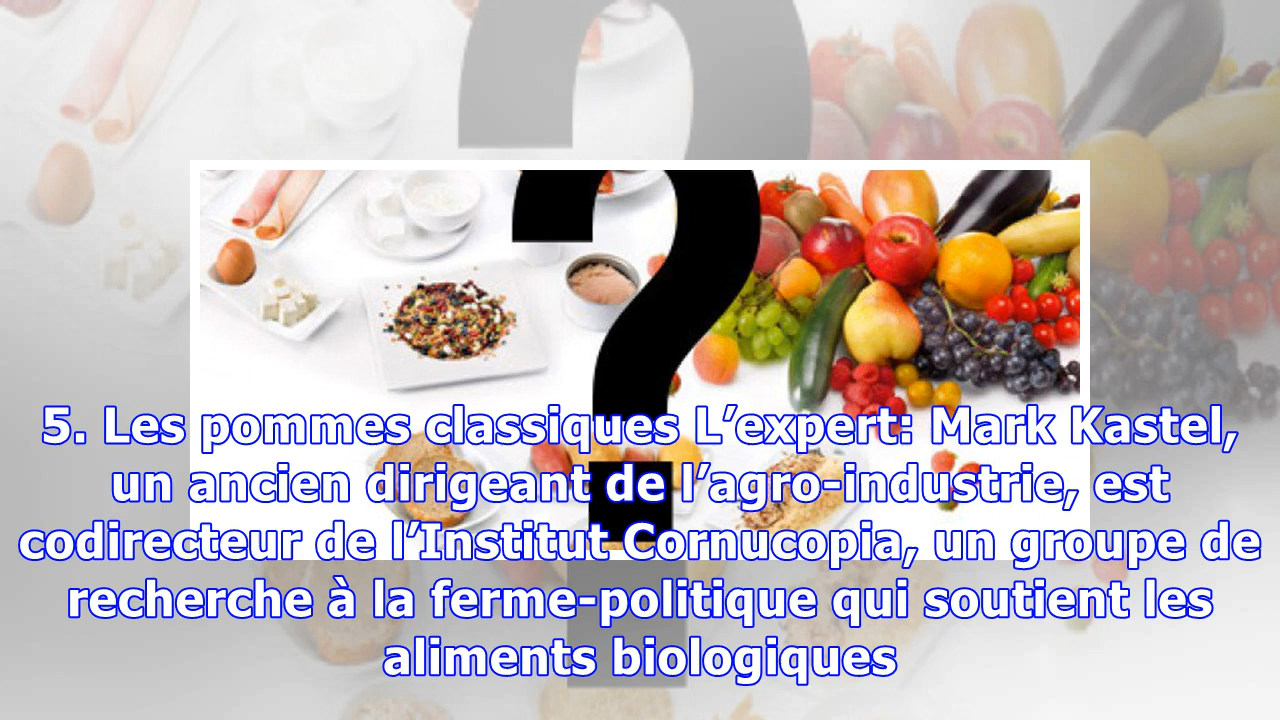 5. Les pommes classiques L’expert: Mark Kastel,
un ancien dirigeant de l’agro-industrie, est
codirecteur de l’Institut Cornucopia, un groupe de
recherche à la ferme-politique qui soutient les
aliments biologiques